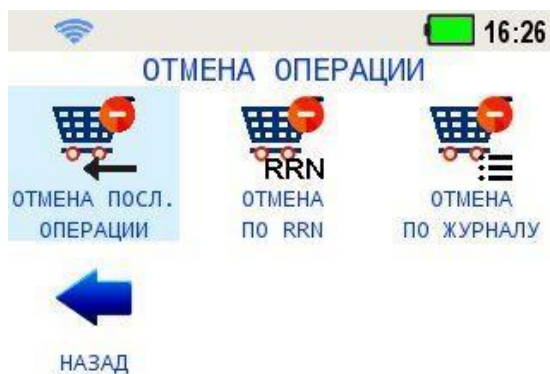 16:26
ОТМЕНА ОПЕРАЦИИ
RRN
ОТМЕНА ПОСЛ.
ОПЕРАЦИИ
ОТМЕНА
ПО RRN
ОТМЕНА
ПО ЖУРНАЛУ
НАЗАД